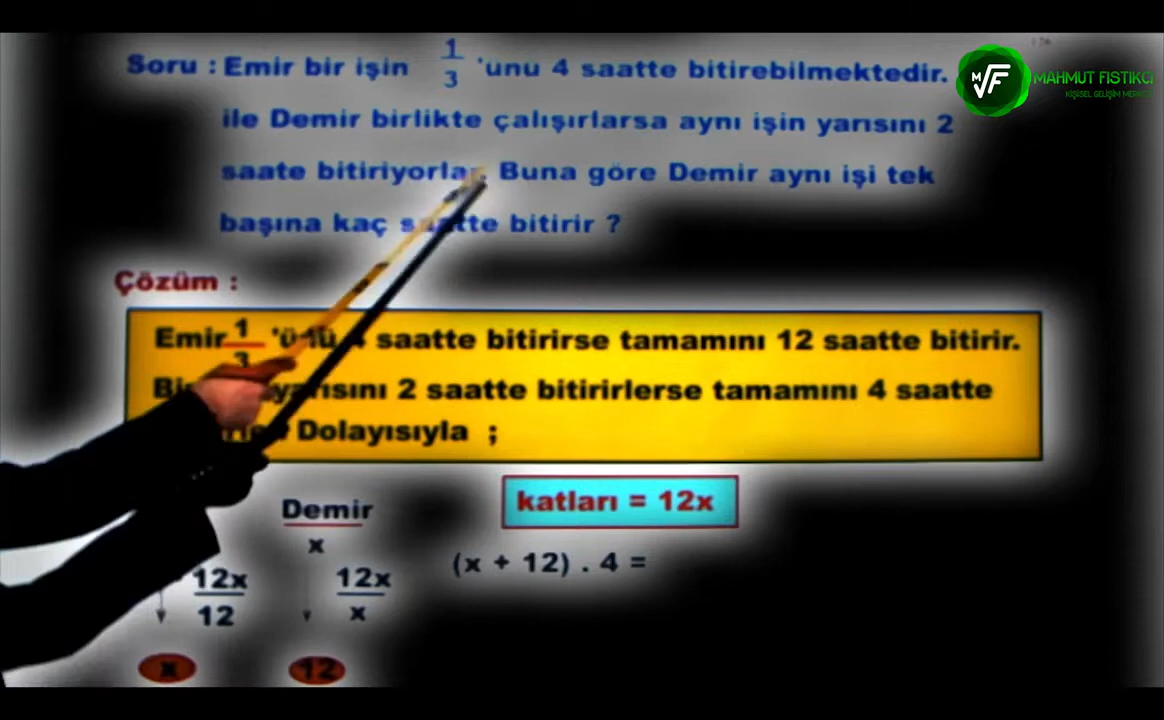 Soru : Emir bir işin 1/3 'unu 4 saatte bitirebilmektedir.
ile Demir birlikte çalışırlarsa aynı işin yarısını 2
saate bitiriyorlar. Buna göre Demir aynı işi tek
başına kaç saatte bitirir ?
Çözüm :
Emir 1/3 4 saatte bitirirse tamamını 12 saatte bitirir.
2 saatte bitirirlerse tamamını 4 saatte
Dolayısıyla ;
Demir
katları = 12x
x
(x + 12) . 4 =
12x/12 12x/x
x 12
MVF
MAHMUT FISTIKCI
KİŞİSEL GELİŞİM MERKEZİ